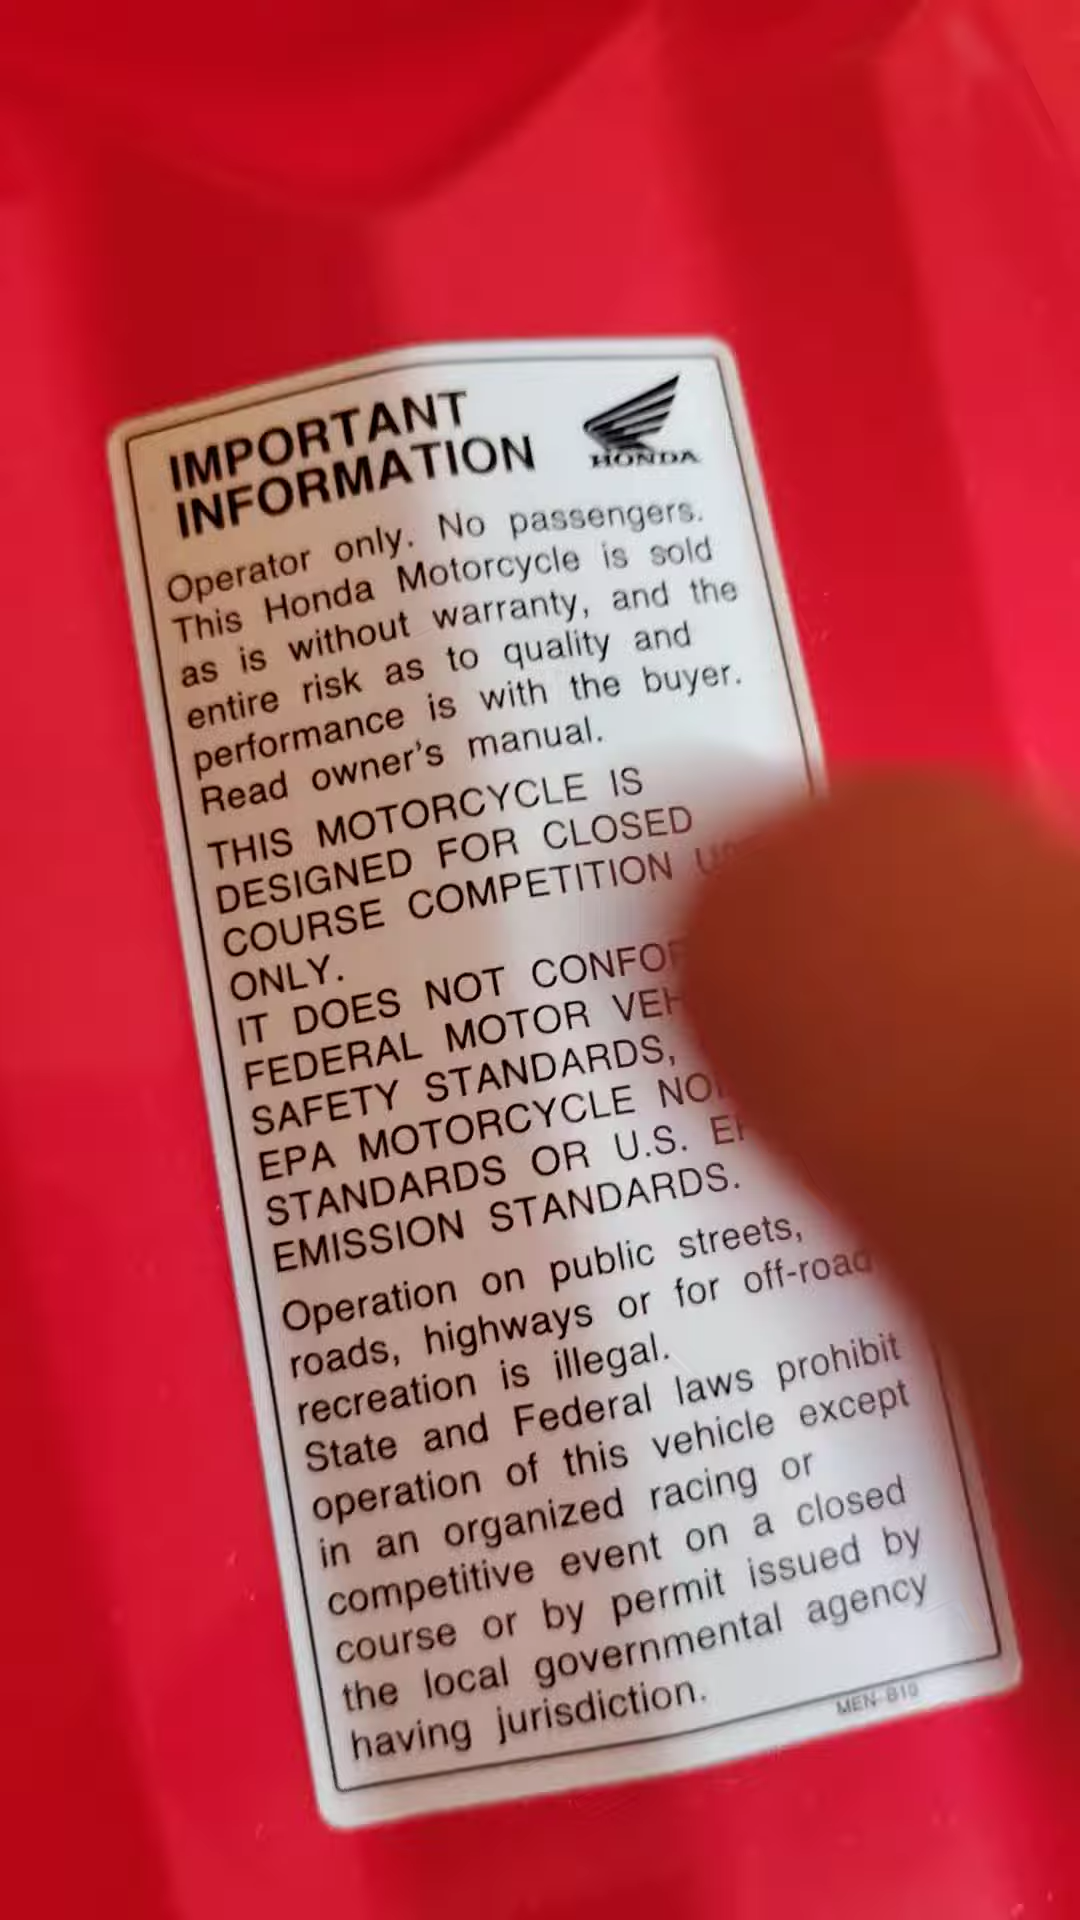 IMPORTANT
INFORMATION
HONDA
Operator only. No passengers.
This Honda Motorcycle is sold
as is without warranty, and the
entire risk as to quality and
performance is with the buyer.
Read owner's manual.
THIS MOTORCYCLE IS
DESIGNED FOR CLOSED
COURSE COMPETITION
ONLY.
IT DOES NOT
FEDERAL MOTOR
SAFETY STANDARDS,
EPA MOTORCYCLE
STANDARDS OR U.S.
EMISSION STANDARDS.
Operation on public streets,
roads, highways or for off-road
recreation is illegal.
State and Federal laws prohibit
operation of this vehicle except
in an organized racing or
competitive event on a closed
course or by permit issued by
the local governmental agency
having jurisdiction.
MEN B10